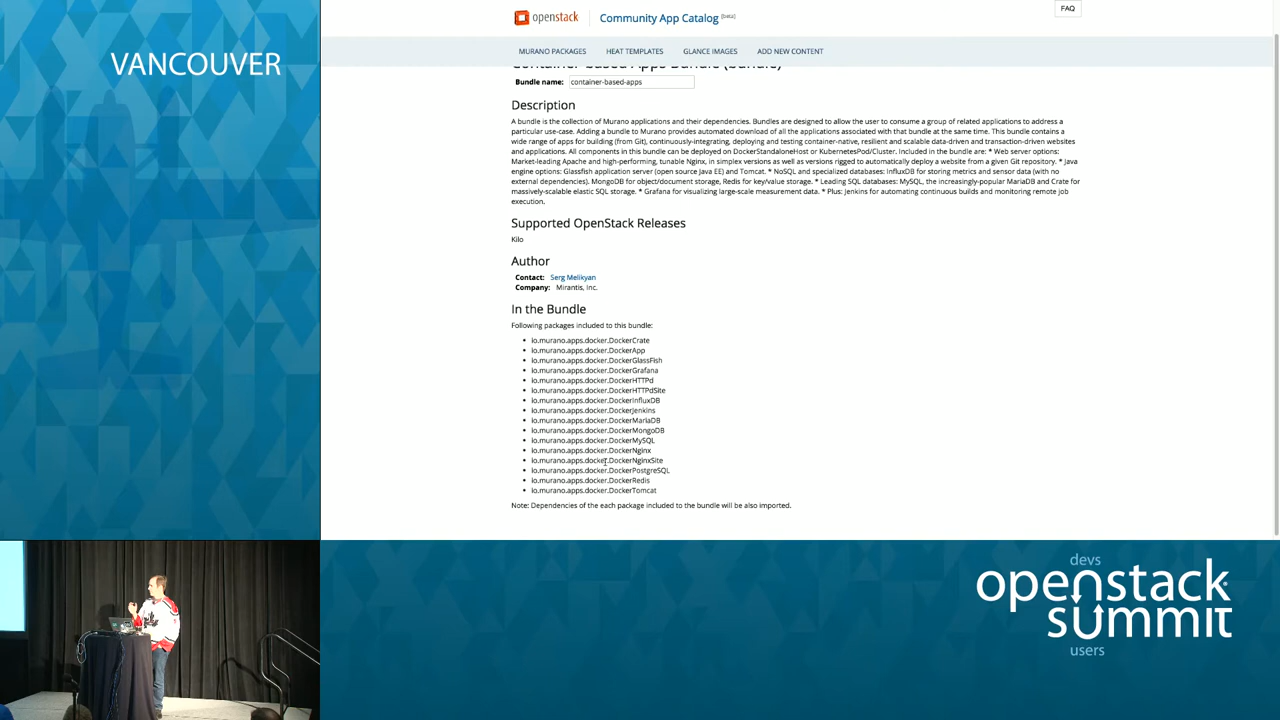 VANCOUVER
openstack
Community App Catalog [beta]
FAQ
MURANO PACKAGES
HEAT TEMPLATES
GLANCE IMAGES
ADD NEW CONTENT
Container-based Apps Bundle (bundle)
Bundle name: container-based-apps
Description
A bundle is the collection of Murano applications and their dependencies. Bundles are designed to allow the user to consume a group of related applications to address a
particular use-case. Adding a bundle to Murano provides automated download of all the applications associated with that bundle at the same time. This bundle contains a
wide range of apps for building (from Git), continuously-integrating, deploying and testing container-native, resilient and scalable data-driven and transaction-driven websites
and applications. All components in this bundle can be deployed on DockerStandaloneHost or KubernetesPod/Cluster. Included in the bundle are: * Web server options:
Market-leading Apache and high-performing, tunable Nginx, in simplex versions as well as versions rigged to automatically deploy a website from a given Git repository. * Java
engine options: Glassfish application server (open source Java EE) and Tomcat. * NoSQL and specialized databases: InfluxDB for storing metrics and sensor data (with no
external dependencies). MongoDB for object/document storage, Redis for key/value storage. * Leading SQL databases: MySQL, the increasingly-popular MariaDB and Crate for
massively-scalable elastic SQL storage. * Grafana for visualizing large-scale measurement data. * Plus: Jenkins for automating continuous builds and monitoring remote job
execution.
Supported OpenStack Releases
Kilo
Author
Contact: Serg Melikyan
Company: Mirantis, Inc.
In the Bundle
Following packages included to this bundle:
• io.murano.apps.docker.DockerCrate
• io.murano.apps.docker.DockerApp
• io.murano.apps.docker.DockerGlassFish
• io.murano.apps.docker.DockerGrafana
• io.murano.apps.docker.DockerHTTPd
• io.murano.apps.docker.DockerHTTPdSite
• io.murano.apps.docker.DockerInfluxDB
• io.murano.apps.docker.DockerJenkins
• io.murano.apps.docker.DockerMariaDB
• io.murano.apps.docker.DockerMongoDB
• io.murano.apps.docker.DockerMySQL
• io.murano.apps.docker.DockerNginx
• io.murano.apps.docker.DockerNginxSite
• io.murano.apps.docker.DockerPostgreSQL
• io.murano.apps.docker.DockerRedis
• io.murano.apps.docker.DockerTomcat
Note: Dependencies of the each package included to the bundle will be also imported.
devs
openstack
summit
users